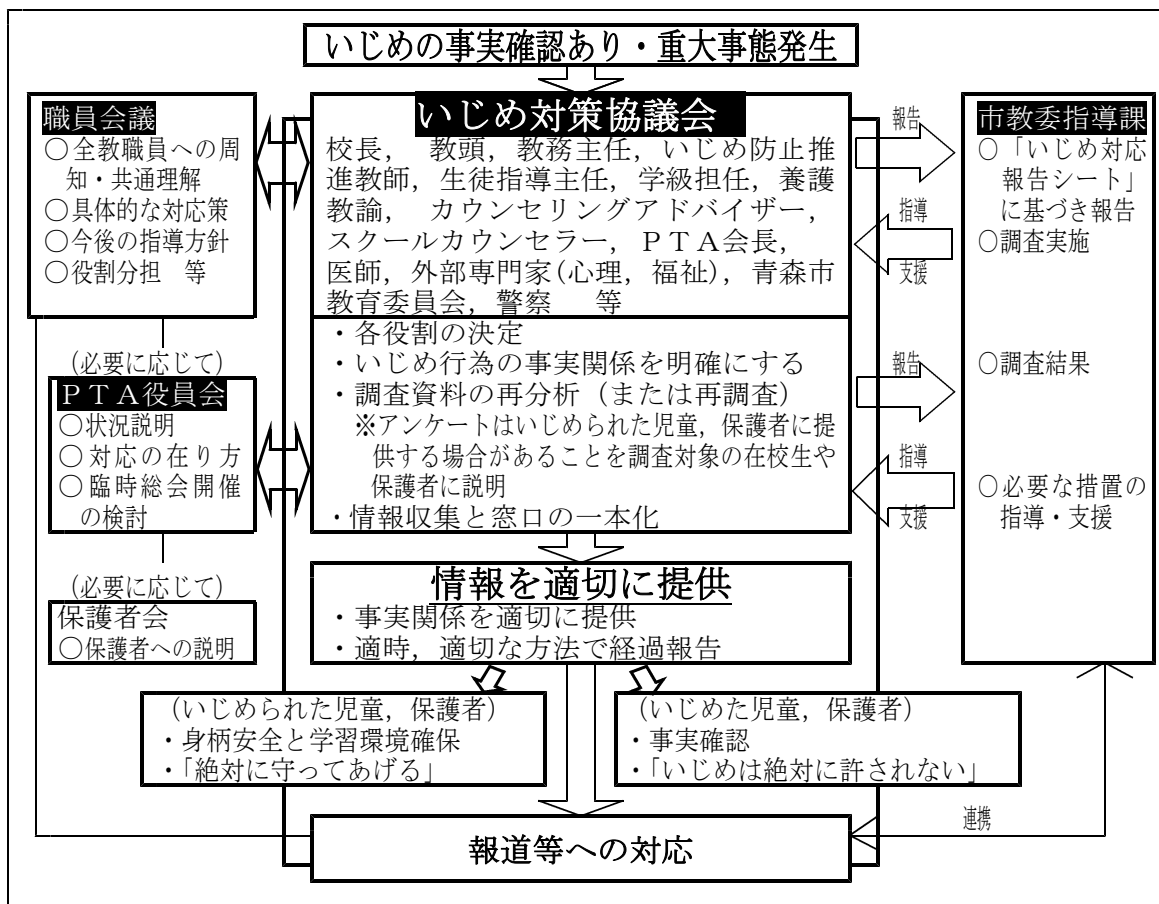 いじめの事実確認あり・重大事態発生
職員会議
○全教職員への周
知・共通理解
○具体的な対応策
○今後の指導方針
○役割分担　等
(必要に応じて)
ＰＴＡ役員会
○状況説明
○対応の在り方
○臨時総会開催
の検討
(必要に応じて)
保護者会
○保護者への説明
いじめ対策協議会
校長，　教頭，教務主任，いじめ防止推
進教師，生徒指導主任，学級担任，養護
教諭，　カウンセリングアドバイザー，
スクールカウンセラー，ＰＴＡ会長，
医師，外部専門家(心理，福祉)，青森市
教育委員会，警察　等
・各役割の決定
・いじめ行為の事実関係を明確にする
・調査資料の再分析（または再調査）
※アンケートはいじめられた児童，保護者に提
供する場合があることを調査対象の在校生や
保護者に説明
・情報収集と窓口の一本化
報告
指導
支援
報告
指導
支援
市教委指導課
○「いじめ対応
報告シート」
に基づき報告
○調査実施
○調査結果
○必要な措置の
指導・支援
情報を適切に提供
・事実関係を適切に提供
・適時，適切な方法で経過報告
（いじめられた児童，保護者）
・身柄安全と学習環境確保
・「絶対に守ってあげる」
（いじめた児童，保護者）
・事実確認
・「いじめは絶対に許されない」
連携
報道等への対応